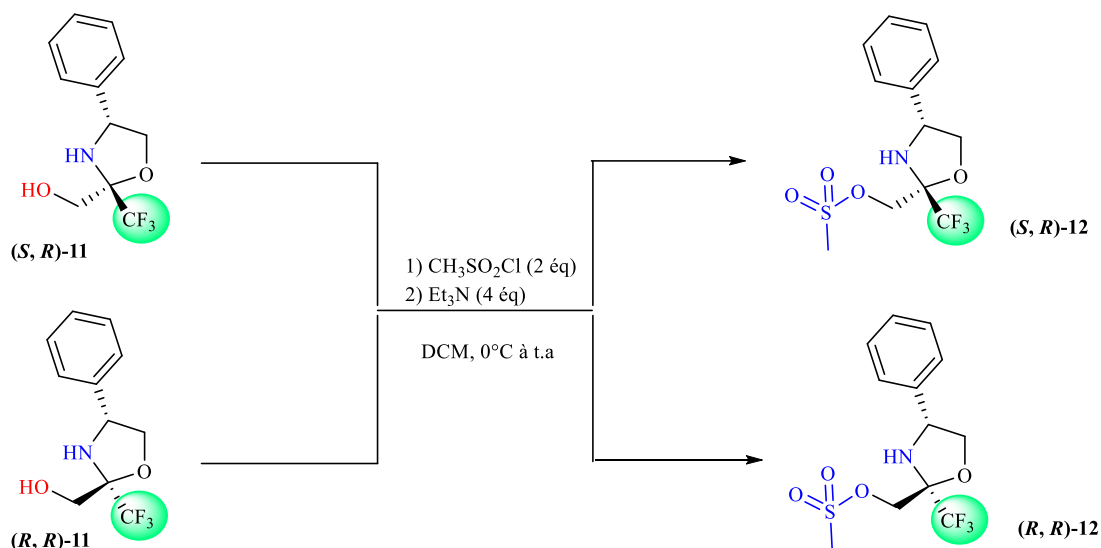 HN
O
HO
CF3
(S, R)-11
HN
O
HO
CF3
(R, R)-11
1) CH3SO2Cl (2 éq)
2) Et3N (4 éq)
DCM, 0°C à t.a
HN
O
O
O
O
S
CF3
(S, R)-12
HN
O
O
O
O
S
CF3
(R, R)-12